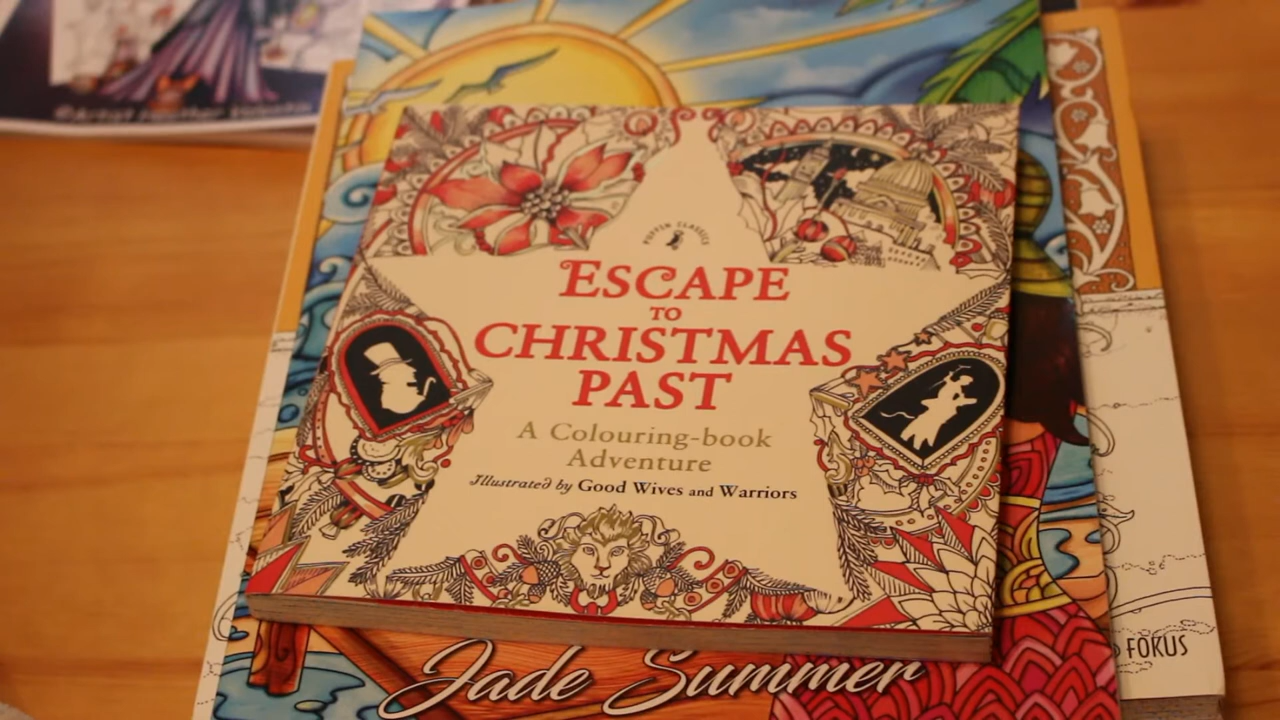 PUFFIN CLASSICS
ESCAPE
TO
CHRISTMAS
PAST
A Colouring-book
Adventure
Illustrated by Good Wives and Warriors
Jade Summer
FOKUS